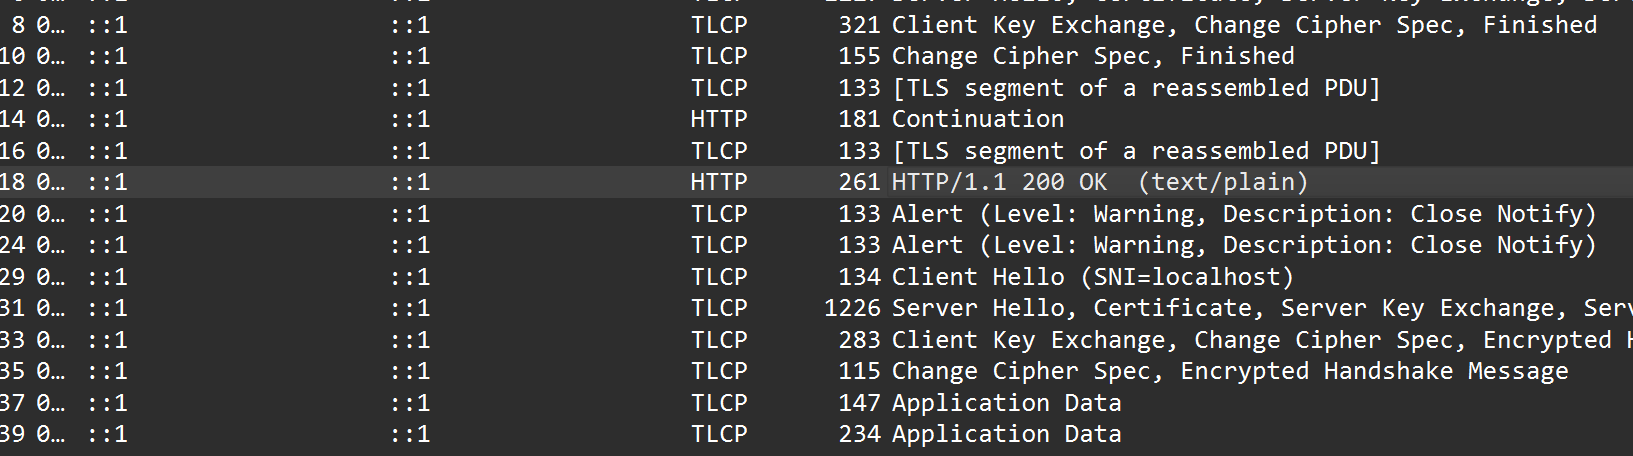 8 0… ::1 ::1 TLCP 321 Client Key Exchange, Change Cipher Spec, Finished
10 0… ::1 ::1 TLCP 155 Change Cipher Spec, Finished
12 0… ::1 ::1 TLCP 133 [TLS segment of a reassembled PDU]
14 0… ::1 ::1 HTTP 181 Continuation
16 0… ::1 ::1 TLCP 133 [TLS segment of a reassembled PDU]
18 0… ::1 ::1 HTTP 261 HTTP/1.1 200 OK (text/plain)
20 0… ::1 ::1 TLCP 133 Alert (Level: Warning, Description: Close Notify)
24 0… ::1 ::1 TLCP 133 Alert (Level: Warning, Description: Close Notify)
29 0… ::1 ::1 TLCP 134 Client Hello (SNI=localhost)
31 0… ::1 ::1 TLCP 1226 Server Hello, Certificate, Server Key Exchange, Serv
33 0… ::1 ::1 TLCP 283 Client Key Exchange, Change Cipher Spec, Encrypted H
35 0… ::1 ::1 TLCP 115 Change Cipher Spec, Encrypted Handshake Message
37 0… ::1 ::1 TLCP 147 Application Data
39 0… ::1 ::1 TLCP 234 Application Data